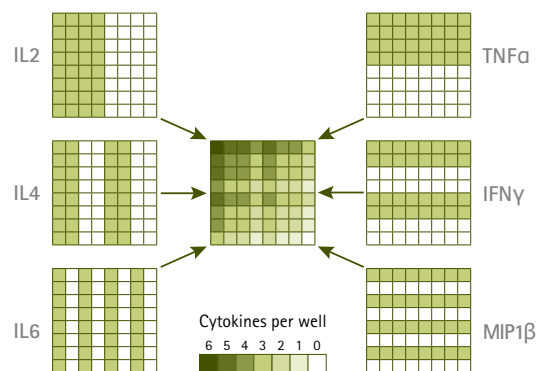 IL2
TNFα
IL4
IFNγ
IL6
MIP1β
Cytokines per well
6 5 4 3 2 1 0